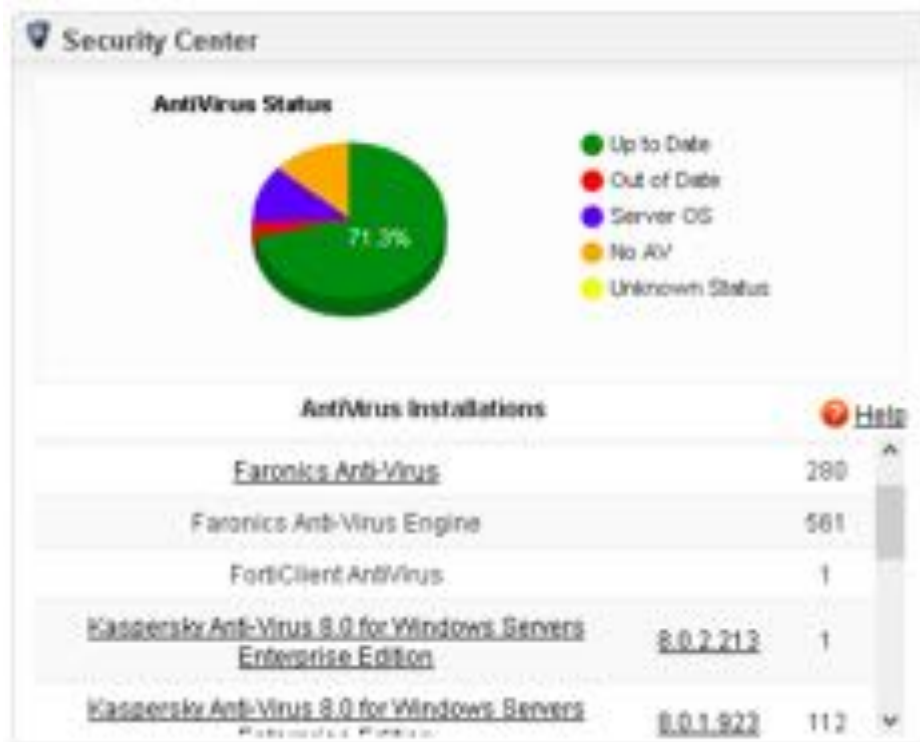 Security Center
AntiVirus Status
71.3%
Up to Date
Out of Date
Server OS
No AV
Unknown Status
AntiVirus Installations
Help
Faronics Anti-Virus 280
Faronics Anti-Virus Engine 561
FortiClient AntiVirus 1
Kaspersky Anti-Virus 8.0 for Windows Servers
Enterprise Edition 8.0.2.213 1
Kaspersky Anti-Virus 8.0 for Windows Servers
8.0.1.923 112